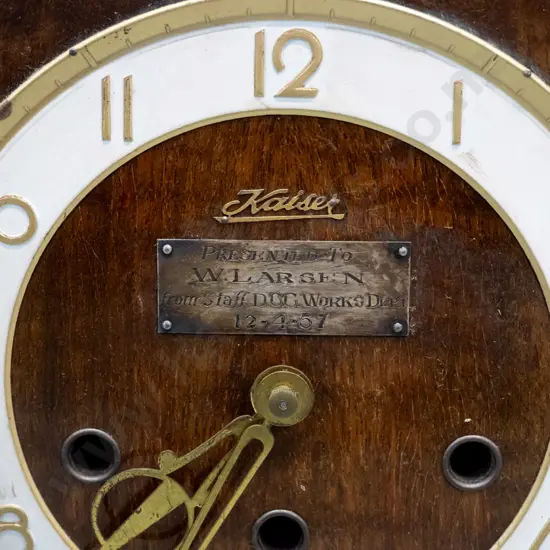 12
11
1
Kaiser
PRESENTED TO
W. LARSEN
from Staff D.C.C. WORKS Dept
12-4-57